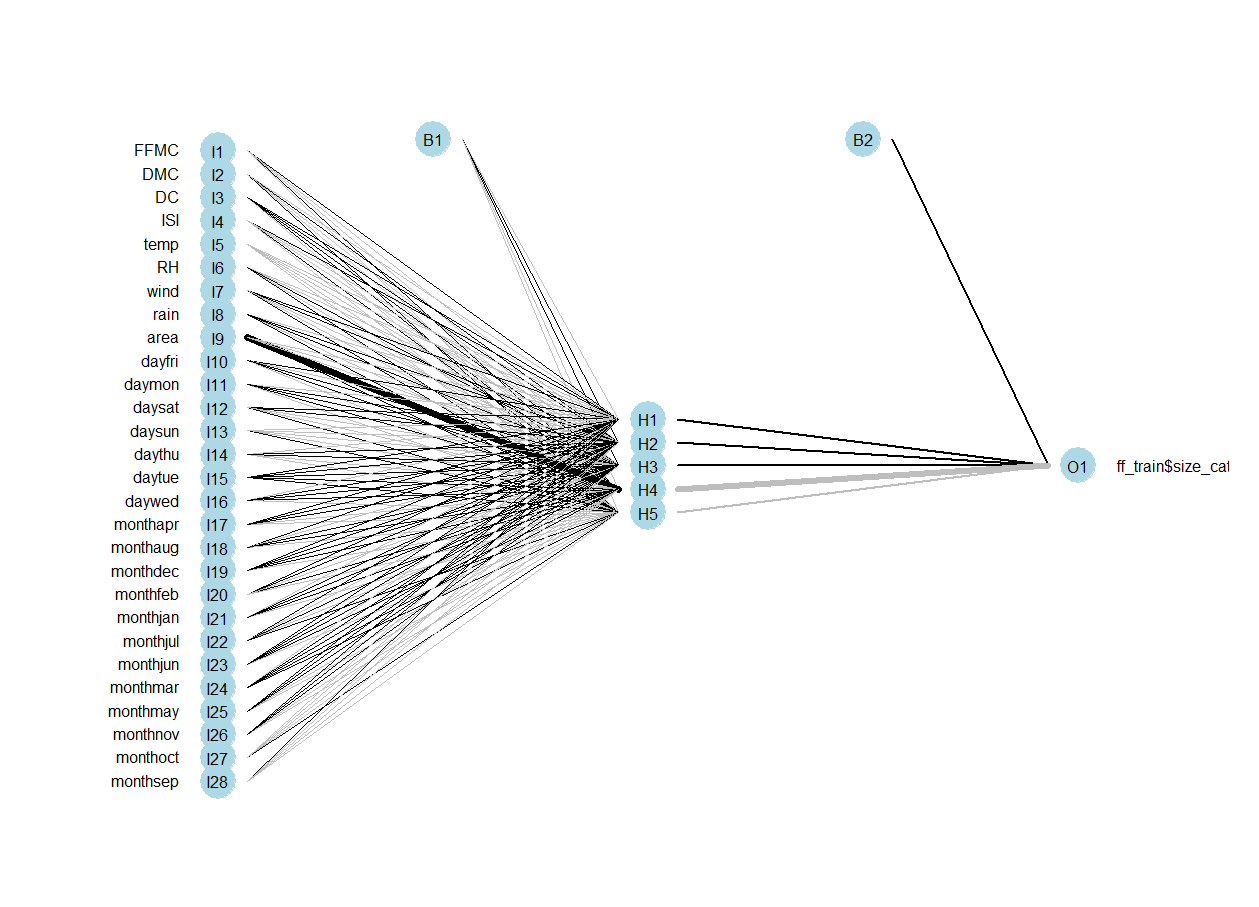 B1
B2
FFMC I1
DMC I2
DC I3
ISI I4
temp I5
RH I6
wind I7
rain I8
area I9
dayfri I10
daymon I11
daysat I12
daysun I13
daythu I14
daytue I15
daywed I16
monthapr I17
monthaug I18
monthdec I19
monthfeb I20
monthjan I21
monthjul I22
monthjun I23
monthmar I24
monthmay I25
monthnov I26
monthoct I27
monthsep I28
H1
H2
H3
H4
H5
O1 ff_train$size_cat